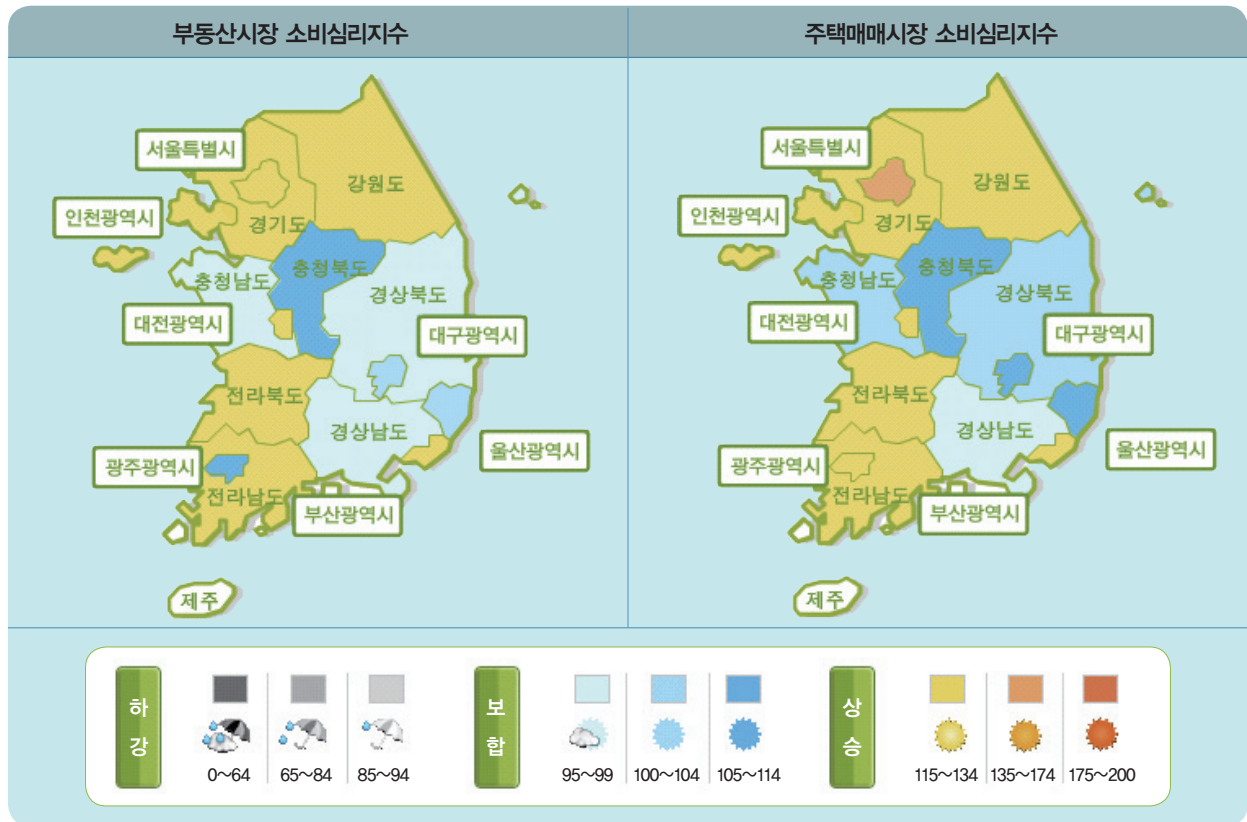 부동산시장 소비심리지수
주택매매시장 소비심리지수
서울특별시
강원도
인천광역시
경기도
충청북도
충청남도
경상북도
대전광역시
대구광역시
전라북도
경상남도
울산광역시
광주광역시
전라남도
부산광역시
제주
서울특별시
강원도
인천광역시
경기도
충청북도
충청남도
경상북도
대전광역시
대구광역시
전라북도
경상남도
울산광역시
광주광역시
전라남도
부산광역시
제주
하강
0~64
65~84
85~94
보합
95~99
100~104
105~114
상승
115~134
135~174
175~200